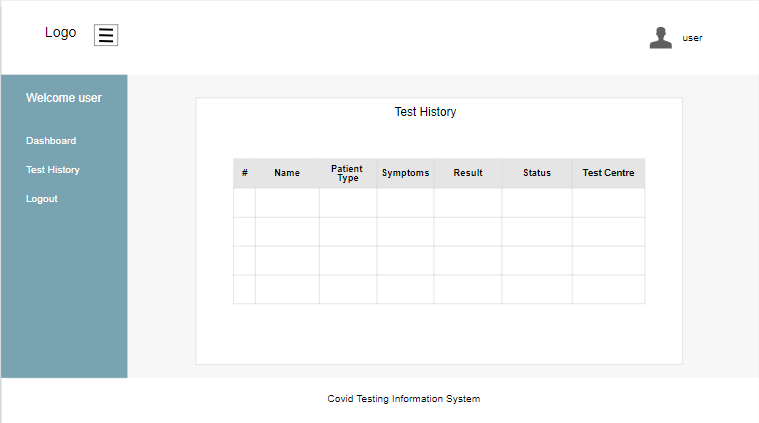 Logo
user
Welcome user
Dashboard
Test History
Logout
Test History
# Name Patient Type Symptoms Result Status Test Centre
Covid Testing Information System